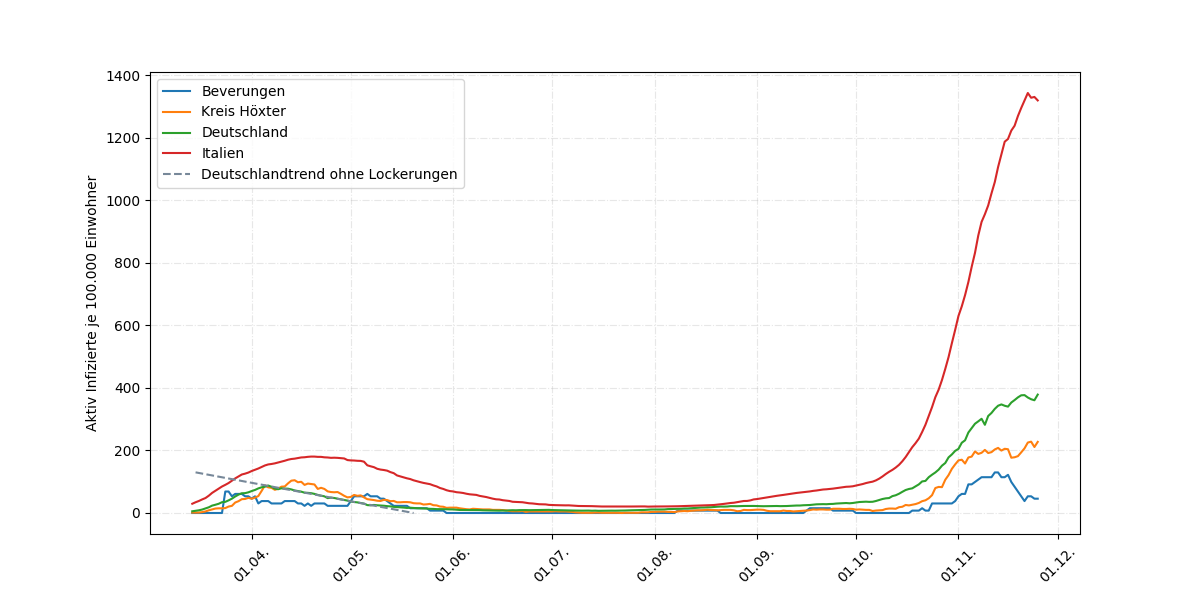 1400
1200
1000
800
600
400
200
0
Aktiv Infizierte je 100.000 Einwohner
Beverungen
Kreis Höxter
Deutschland
Italien
Deutschlandtrend ohne Lockerungen
01.04.
01.05.
01.06.
01.07.
01.08.
01.09.
01.10.
01.11.
01.12.